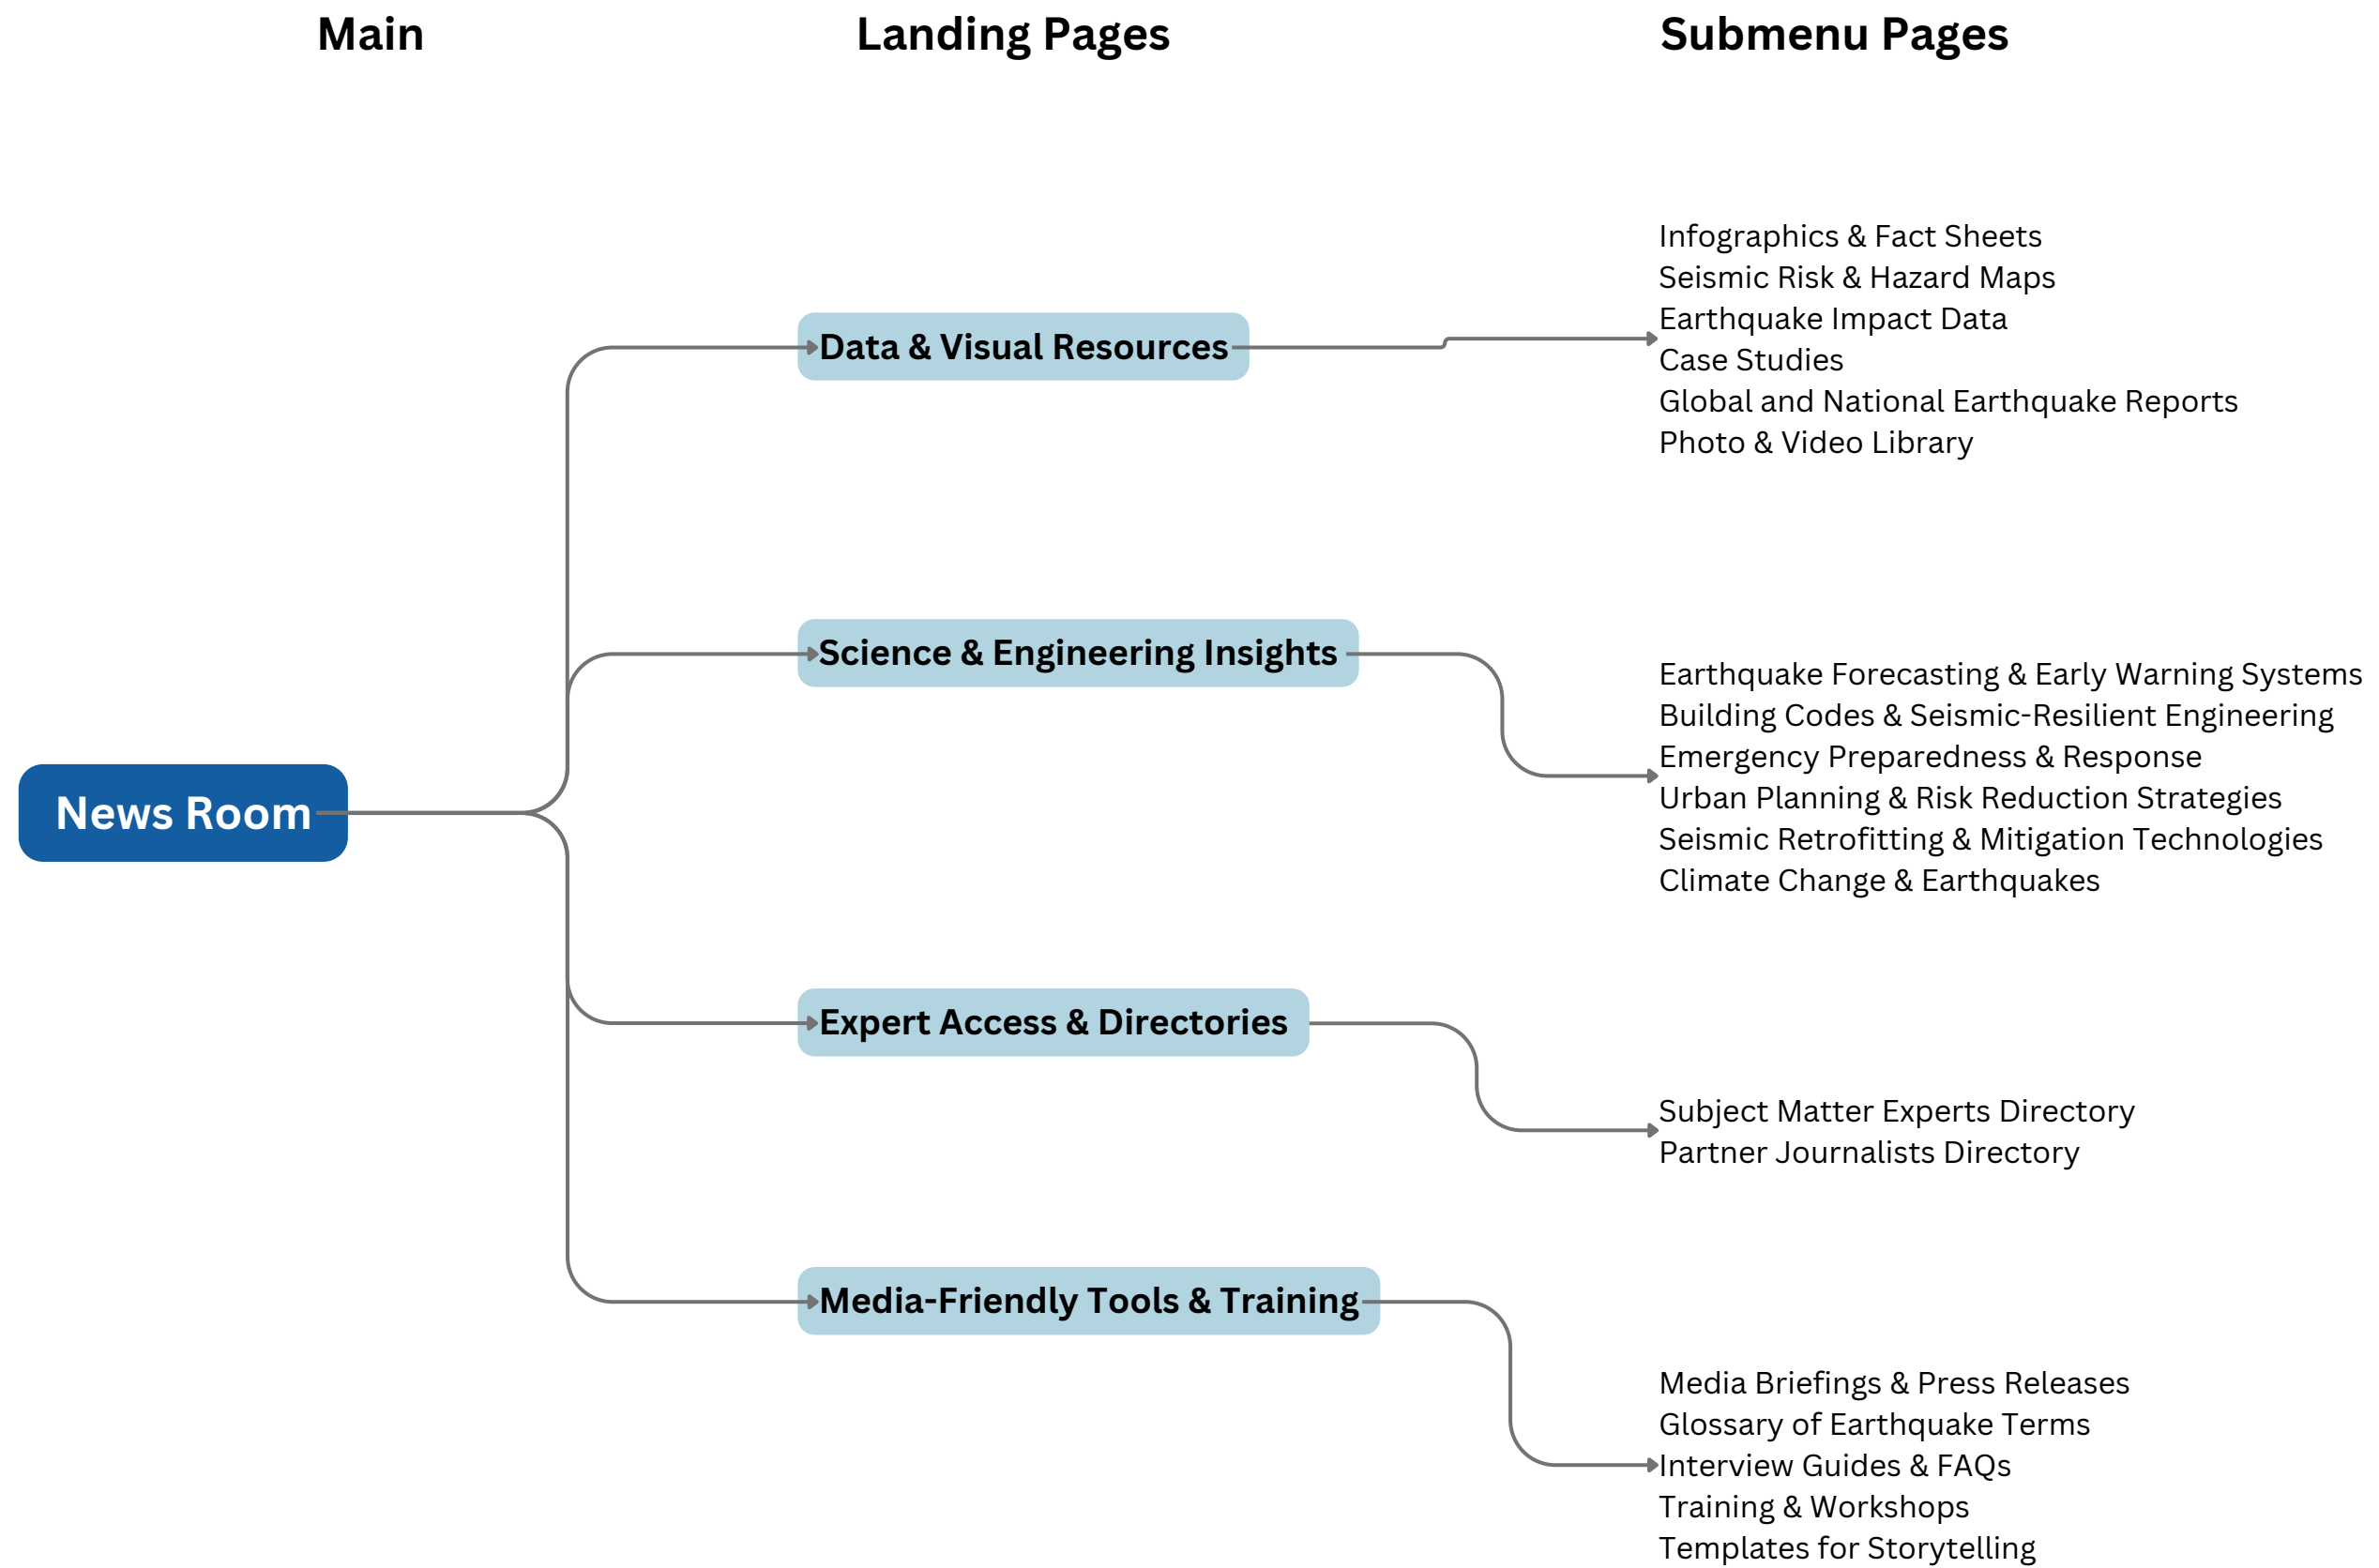 Main
Landing Pages
Submenu Pages
News Room
Data & Visual Resources
Infographics & Fact Sheets
Seismic Risk & Hazard Maps
Earthquake Impact Data
Case Studies
Global and National Earthquake Reports
Photo & Video Library
Science & Engineering Insights
Earthquake Forecasting & Early Warning Systems
Building Codes & Seismic-Resilient Engineering
Emergency Preparedness & Response
Urban Planning & Risk Reduction Strategies
Seismic Retrofitting & Mitigation Technologies
Climate Change & Earthquakes
Expert Access & Directories
Subject Matter Experts Directory
Partner Journalists Directory
Media-Friendly Tools & Training
Media Briefings & Press Releases
Glossary of Earthquake Terms
Interview Guides & FAQs
Training & Workshops
Templates for Storytelling